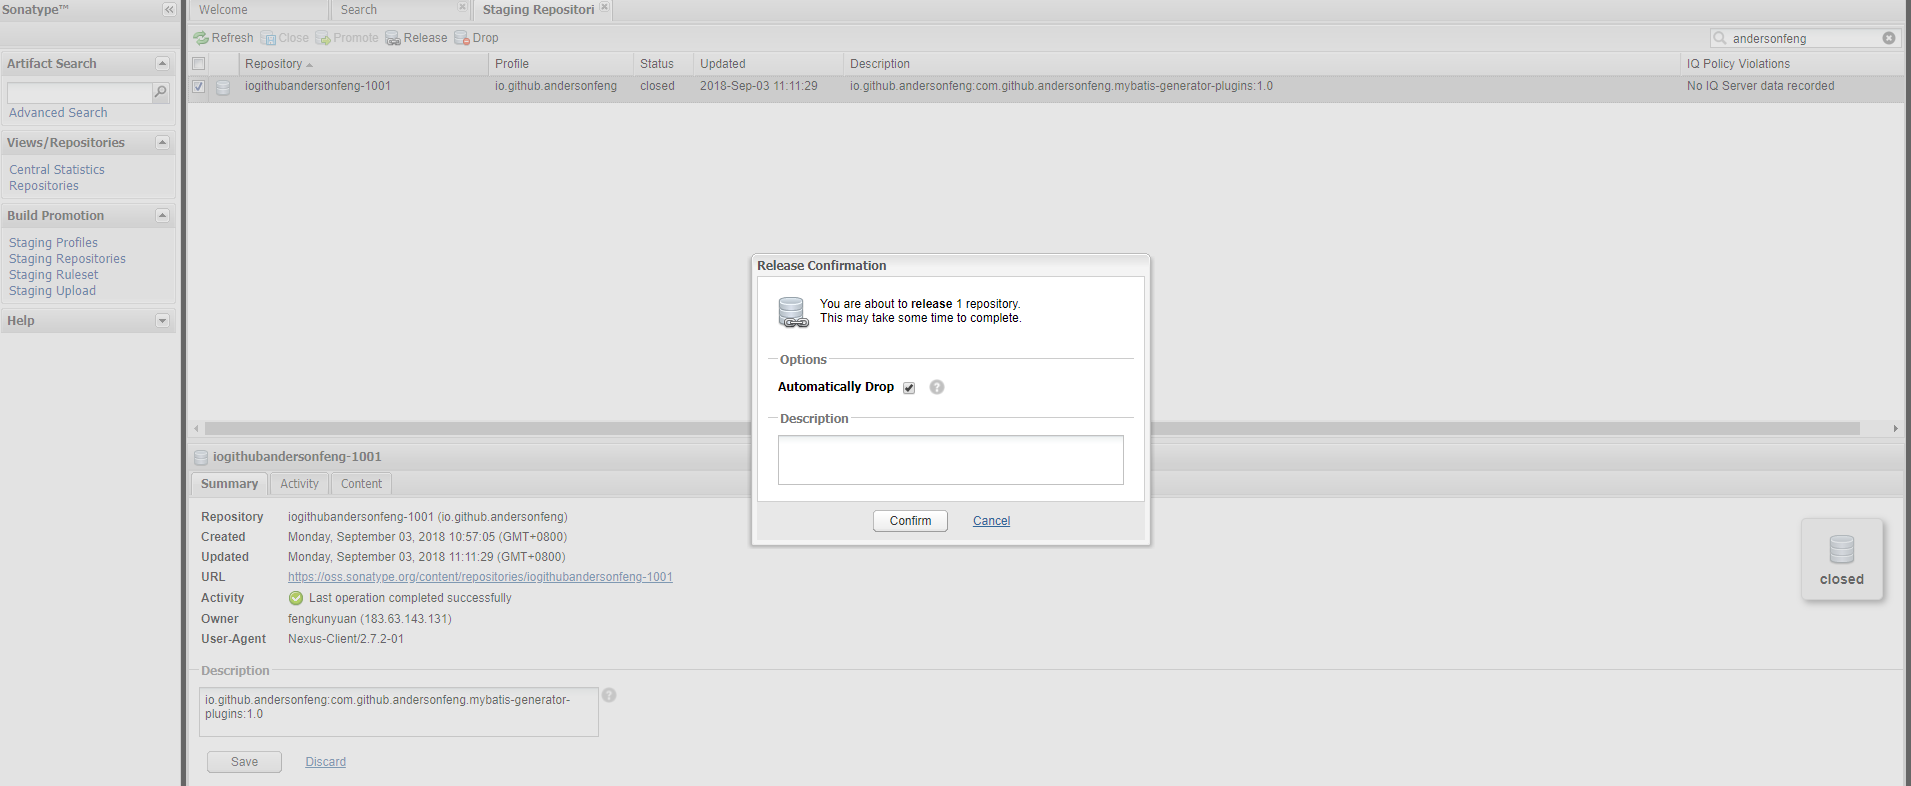 Sonatype™
Welcome
Search
Staging Repositori
Refresh Close Promote Release Drop
andersonfeng
Artifact Search
Advanced Search
Views/Repositories
Central Statistics
Repositories
Build Promotion
Staging Profiles
Staging Repositories
Staging Ruleset
Staging Upload
Help
Repository Profile Status Updated Description IQ Policy Violations
iogithubandersonfeng-1001 io.github.andersonfeng closed 2018-Sep-03 11:11:29 io.github.andersonfeng:com.github.andersonfeng.mybatis-generator-plugins:1.0 No IQ Server data recorded
Release Confirmation
You are about to release 1 repository.
This may take some time to complete.
Options
Automatically Drop
Description
Confirm Cancel
iogithubandersonfeng-1001
Summary Activity Content
Repository iogithubandersonfeng-1001 (io.github.andersonfeng)
Created Monday, September 03, 2018 10:57:05 (GMT+0800)
Updated Monday, September 03, 2018 11:11:29 (GMT+0800)
URL https://oss.sonatype.org/content/repositories/iogithubandersonfeng-1001
Activity Last operation completed successfully
Owner fengkunyuan (183.63.143.131)
User-Agent Nexus-Client/2.7.2-01
closed
Description
io.github.andersonfeng:com.github.andersonfeng.mybatis-generator-
plugins:1.0
Save Discard